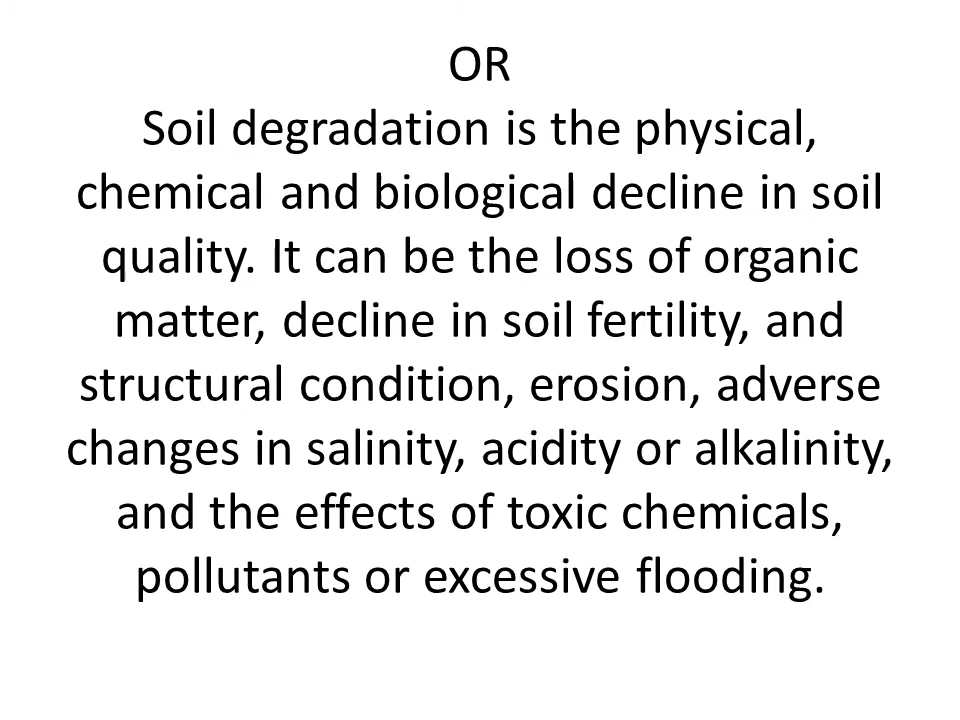 OR
Soil degradation is the physical,
chemical and biological decline in soil
quality. It can be the loss of organic
matter, decline in soil fertility, and
structural condition, erosion, adverse
changes in salinity, acidity or alkalinity,
and the effects of toxic chemicals,
pollutants or excessive flooding.